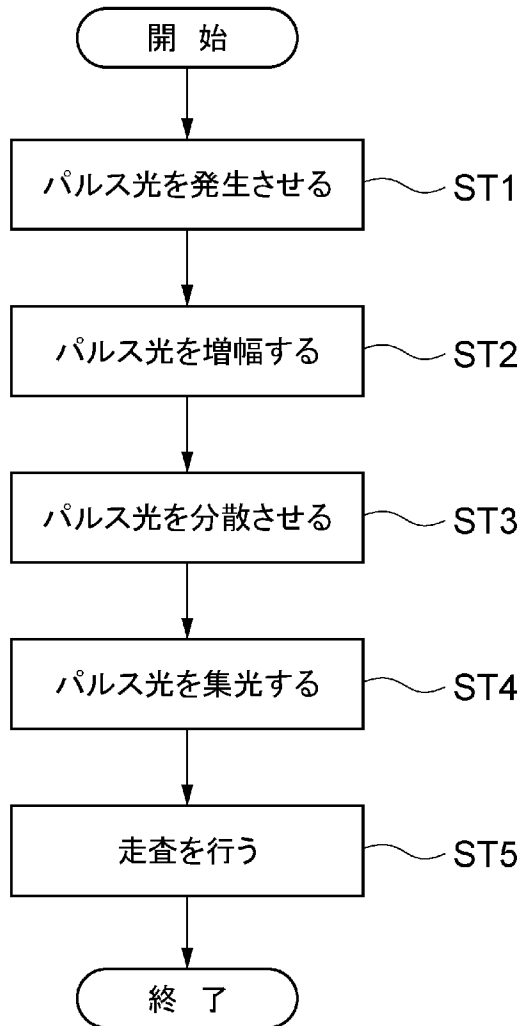 開 始
パルス光を発生させる ST1
パルス光を増幅する ST2
パルス光を分散させる ST3
パルス光を集光する ST4
走査を行う ST5
終 了